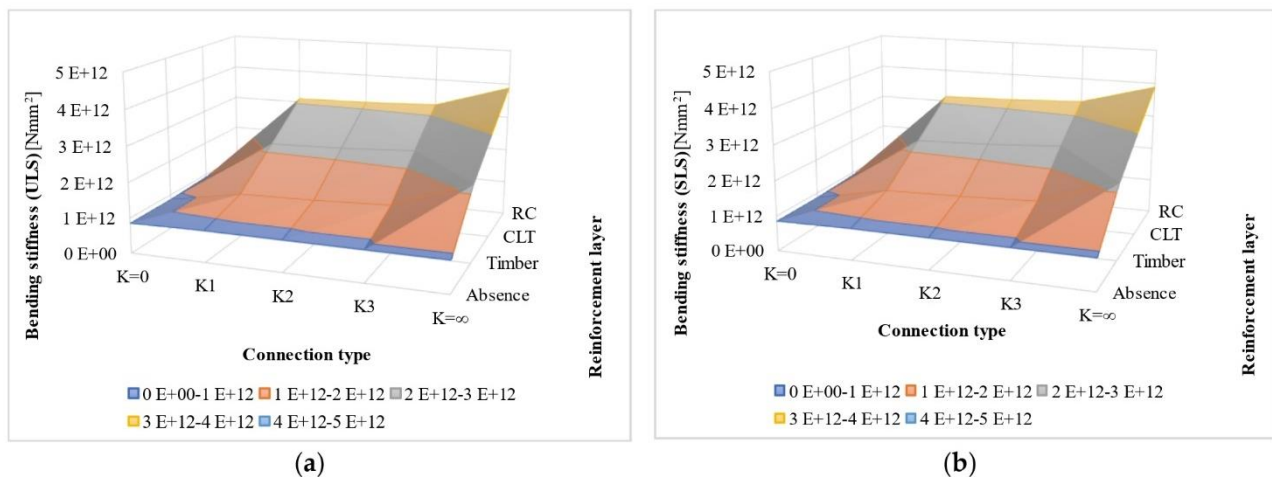 Bending stiffness (ULS) [Nmm²]
5 E+12
4 E+12
3 E+12
2 E+12
1 E+12
0 E+00
K=0
K1
K2
K3
K=∞
Connection type
RC
CLT
Timber
Absence
Reinforcement layer
0 E+00-1 E+12 1 E+12-2 E+12 2 E+12-3 E+12
3 E+12-4 E+12 4 E+12-5 E+12
(a)
Bending stiffness (SLS) [Nmm²]
5 E+12
4 E+12
3 E+12
2 E+12
1 E+12
0 E+00
K=0
K1
K2
K3
K=∞
Connection type
RC
CLT
Timber
Absence
Reinforcement layer
0 E+00-1 E+12 1 E+12-2 E+12 2 E+12-3 E+12
3 E+12-4 E+12 4 E+12-5 E+12
(b)